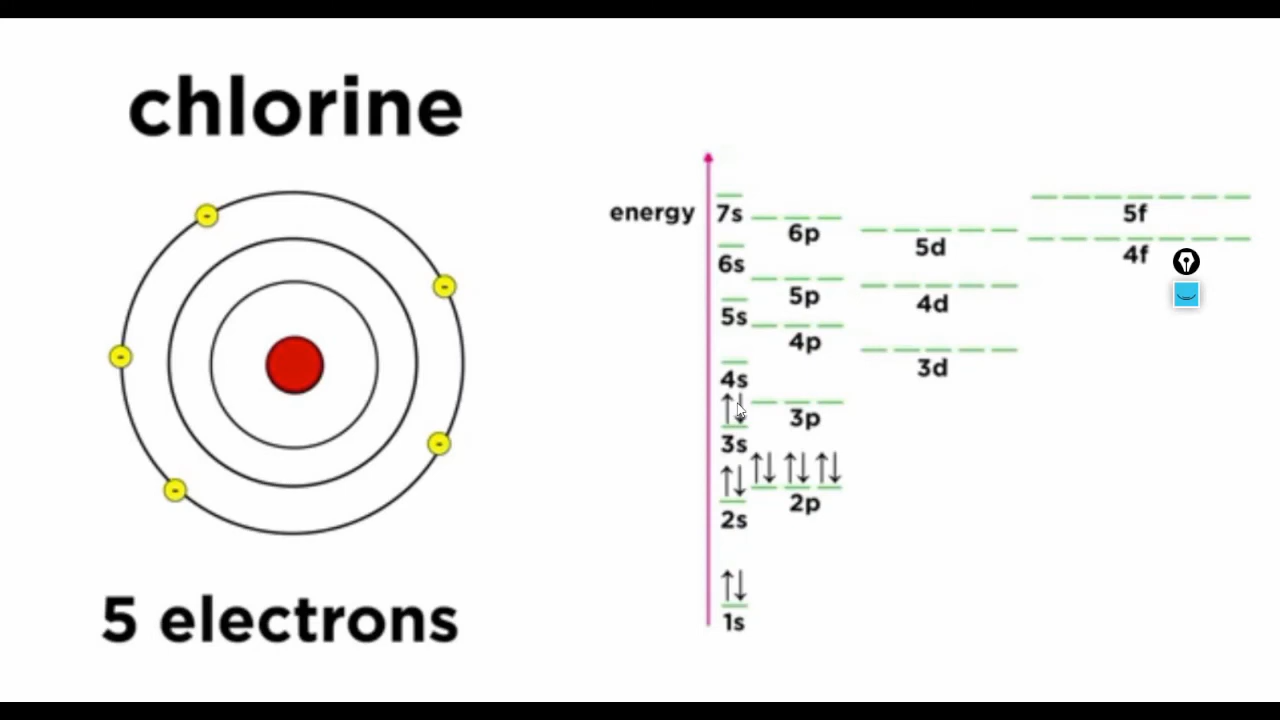 chlorine
energy
7s
6p
5d
5f
6s
4f
5s
5p
4d
4p
4s
3d
3s
3p
2s
2p
1s
5 electrons